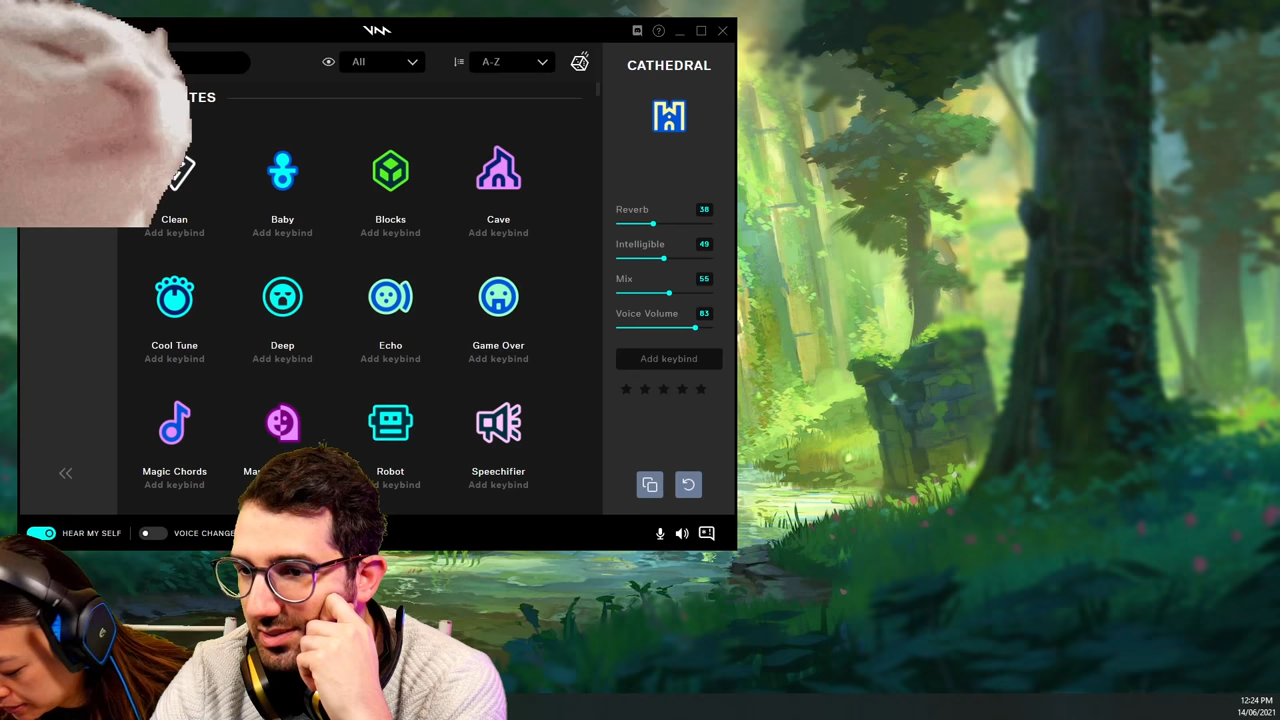 All
A-Z
TES
CATHEDRAL
Clean
Add keybind
Baby
Add keybind
Blocks
Add keybind
Cave
Add keybind
Reverb 38
Intelligible 49
Mix 55
Voice Volume 83
Add keybind
Cool Tune
Add keybind
Deep
Add keybind
Echo
Add keybind
Game Over
Add keybind
Magic Chords
Add keybind
Robot
keybind
Speechifier
Add keybind
HEAR MY SELF
VOICE CHANGE
12:24 PM
14/06/2021